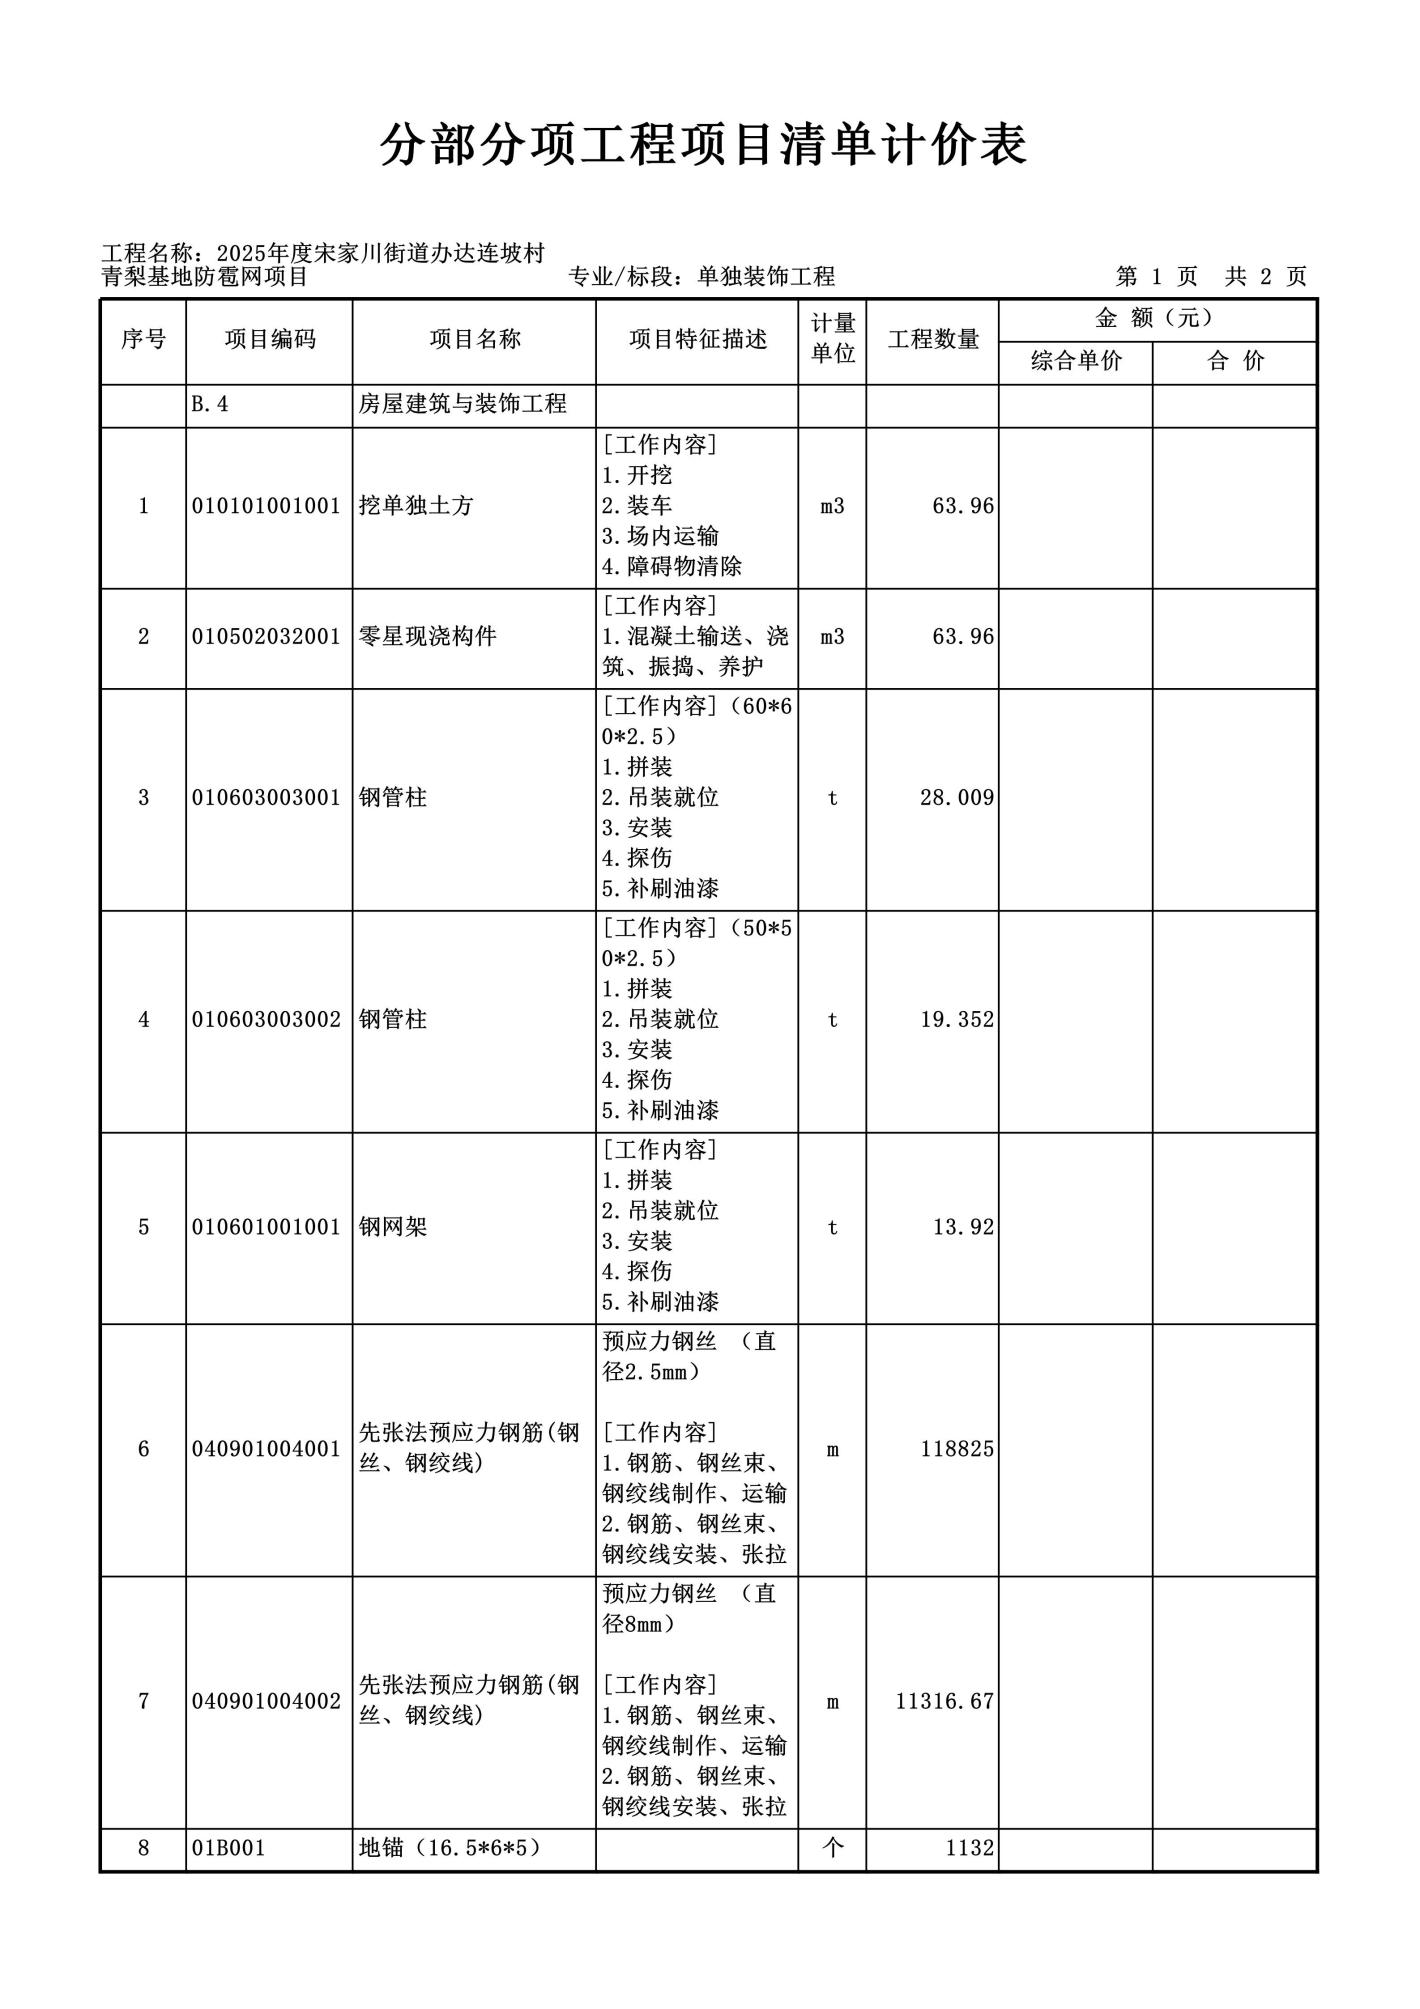 分部分项工程项目清单计价表
工程名称：2025年度宋家川街道办达连坡村
青梨基地防雹网项目
专业/标段：单独装饰工程
第 1 页 共 2 页
序号
项目编码
项目名称
项目特征描述
计量
单位
工程数量
金 额（元）
综合单价
合 价
B.4
房屋建筑与装饰工程
1
010101001001
挖单独土方
[工作内容]
1.开挖
2.装车
3.场内运输
4.障碍物清除
m3
63.96
2
010502032001
零星现浇构件
[工作内容]
1.混凝土输送、浇
筑、振捣、养护
m3
63.96
3
010603003001
钢管柱
[工作内容]（60*6
0*2.5）
1.拼装
2.吊装就位
3.安装
4.探伤
5.补刷油漆
t
28.009
4
010603003002
钢管柱
[工作内容]（50*5
0*2.5）
1.拼装
2.吊装就位
3.安装
4.探伤
5.补刷油漆
t
19.352
5
010601001001
钢网架
[工作内容]
1.拼装
2.吊装就位
3.安装
4.探伤
5.补刷油漆
t
13.92
6
040901004001
先张法预应力钢筋(钢
丝、钢绞线)
预应力钢丝 （直
径2.5mm）
[工作内容]
1.钢筋、钢丝束、
钢绞线制作、运输
2.钢筋、钢丝束、
钢绞线安装、张拉
m
118825
7
040901004002
先张法预应力钢筋(钢
丝、钢绞线)
预应力钢丝 （直
径8mm）
[工作内容]
1.钢筋、钢丝束、
钢绞线制作、运输
2.钢筋、钢丝束、
钢绞线安装、张拉
m
11316.67
8
01B001
地锚（16.5*6*5）
个
1132